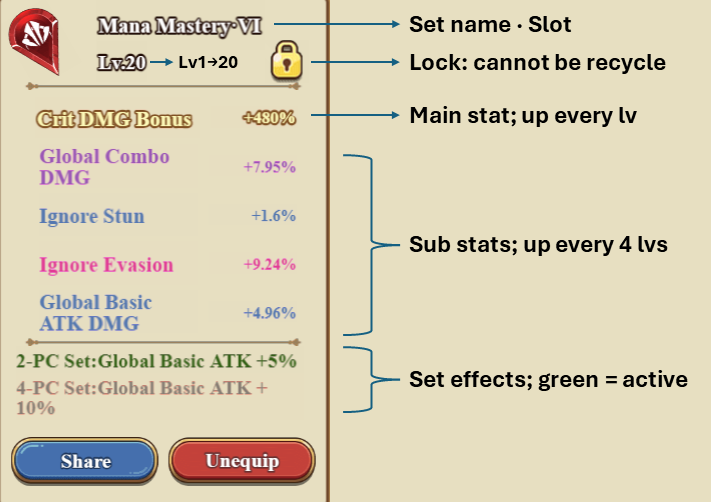 Mana Mastery·VI
Set name · Slot
Lv.20
Lv1→20
Lock: cannot be recycle
Crit DMG Bonus +480%
Main stat; up every lv
Global Combo
DMG
+7.95%
Ignore Stun +1.6%
Sub stats; up every 4 lvs
Ignore Evasion +9.24%
Global Basic
ATK DMG
+4.96%
2-PC Set:Global Basic ATK +5%
4-PC Set:Global Basic ATK +
10%
Set effects; green = active
Share
Unequip